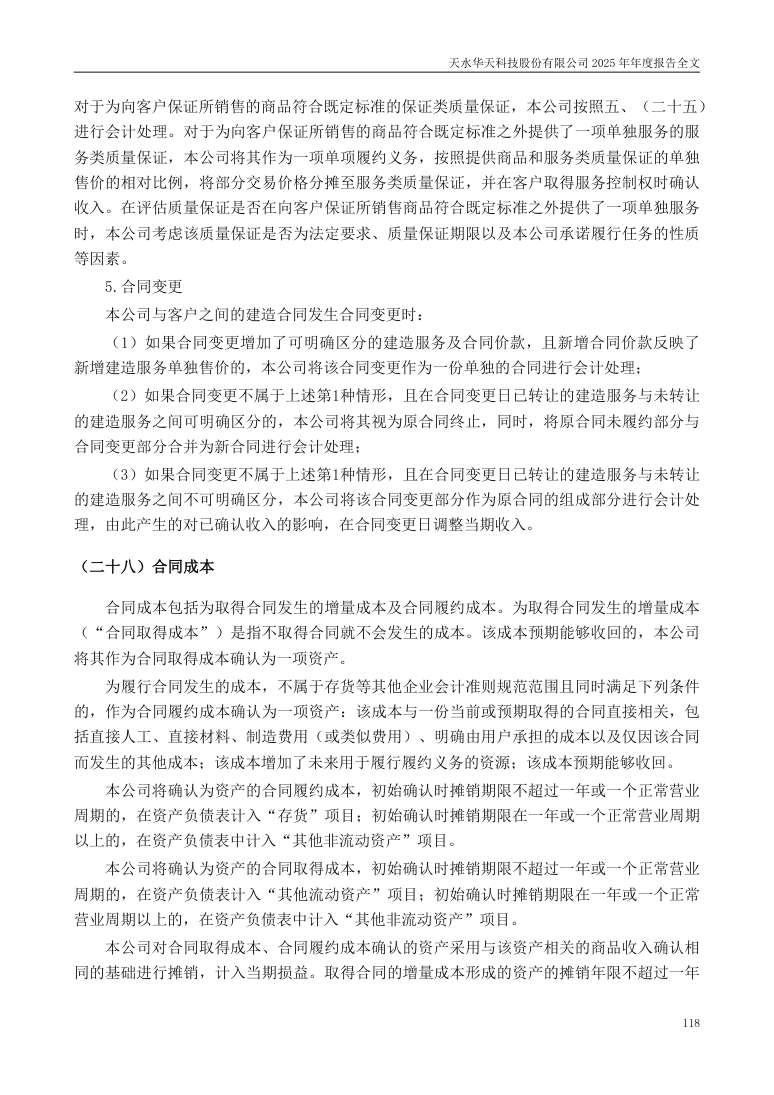 天水华天科技股份有限公司 2025 年年度报告全文
对于为向客户保证所销售的商品符合既定标准的保证类质量保证，本公司按照五、（二十五）
进行会计处理。对于为向客户保证所销售的商品符合既定标准之外提供了一项单独服务的服
务类质量保证，本公司将其作为一项单项履约义务，按照提供商品和服务类质量保证的单独
售价的相对比例，将部分交易价格分摊至服务类质量保证，并在客户取得服务控制权时确认
收入。在评估质量保证是否在向客户保证所销售商品符合既定标准之外提供了一项单独服务
时，本公司考虑该质量保证是否为法定要求、质量保证期限以及本公司承诺履行任务的性质
等因素。
5.合同变更
本公司与客户之间的建造合同发生合同变更时：
（1）如果合同变更增加了可明确区分的建造服务及合同价款，且新增合同价款反映了
新增建造服务单独售价的，本公司将该合同变更作为一份单独的合同进行会计处理；
（2）如果合同变更不属于上述第1种情形，且在合同变更日已转让的建造服务与未转让
的建造服务之间可明确区分的，本公司将其视为原合同终止，同时，将原合同未履约部分与
合同变更部分合并为新合同进行会计处理；
（3）如果合同变更不属于上述第1种情形，且在合同变更日已转让的建造服务与未转让
的建造服务之间不可明确区分，本公司将该合同变更部分作为原合同的组成部分进行会计处
理，由此产生的对已确认收入的影响，在合同变更日调整当期收入。
（二十八）合同成本
合同成本包括为取得合同发生的增量成本及合同履约成本。为取得合同发生的增量成本
（“合同取得成本”）是指不取得合同就不会发生的成本。该成本预期能够收回的，本公司
将其作为合同取得成本确认为一项资产。
为履行合同发生的成本，不属于存货等其他企业会计准则规范范围且同时满足下列条件
的，作为合同履约成本确认为一项资产：该成本与一份当前或预期取得的合同直接相关，包
括直接人工、直接材料、制造费用（或类似费用）、明确由用户承担的成本以及仅因该合同
而发生的其他成本；该成本增加了未来用于履行履约义务的资源；该成本预期能够收回。
本公司将确认为资产的合同履约成本，初始确认时摊销期限不超过一年或一个正常营业
周期的，在资产负债表计入“存货”项目；初始确认时摊销期限在一年或一个正常营业周期
以上的，在资产负债表中计入“其他非流动资产”项目。
本公司将确认为资产的合同取得成本，初始确认时摊销期限不超过一年或一个正常营业
周期的，在资产负债表计入“其他流动资产”项目；初始确认时摊销期限在一年或一个正常
营业周期以上的，在资产负债表中计入“其他非流动资产”项目。
本公司对合同取得成本、合同履约成本确认的资产采用与该资产相关的商品收入确认相
同的基础进行摊销，计入当期损益。取得合同的增量成本形成的资产的摊销年限不超过一年
118